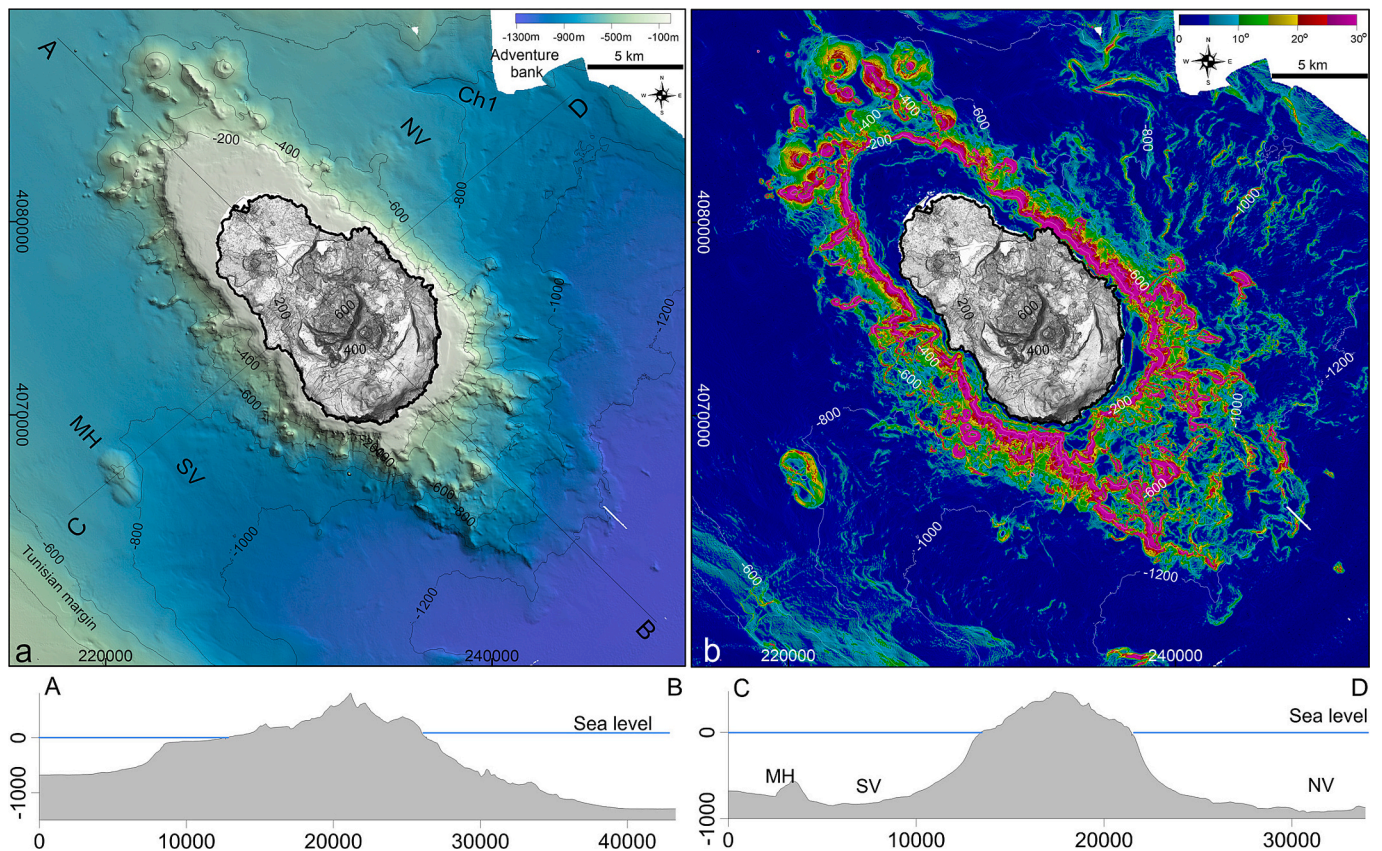 A
-1300m -900m -500m -100m
Adventure
bank
5 km
N
W E
S
Ch1
D
NV
-200
-400
-800
-600
4080000
-200
600
400
-1000
-1200
-400
-600
4070000
MH
SV
C
-800
-600
-800
-1000
-600
Tunisian margin
-1200
B
a
220000
240000
0 10° 20° 30°
N
W E
S
5 km
-400
-600
-400
-200
-800
-1000
4080000
-600
200
600
400
-400
-600
-1200
4070000
-800
-200
-1000
-600
-1000
-1200
-600
b
220000
240000
A
B
Sea level
0
-1000
0 10000 20000 30000 40000
C
D
Sea level
0
MH
SV
NV
-1000
0 10000 20000 30000